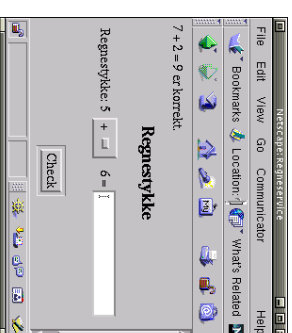 Netscape: Regneservice
File Edit View Go Communicator Help
Bookmarks Location: What's Related N
My
7 + 2 = 9 er korrekt.
Regnestykke
Regnestykke: 5 + 6 =
Check